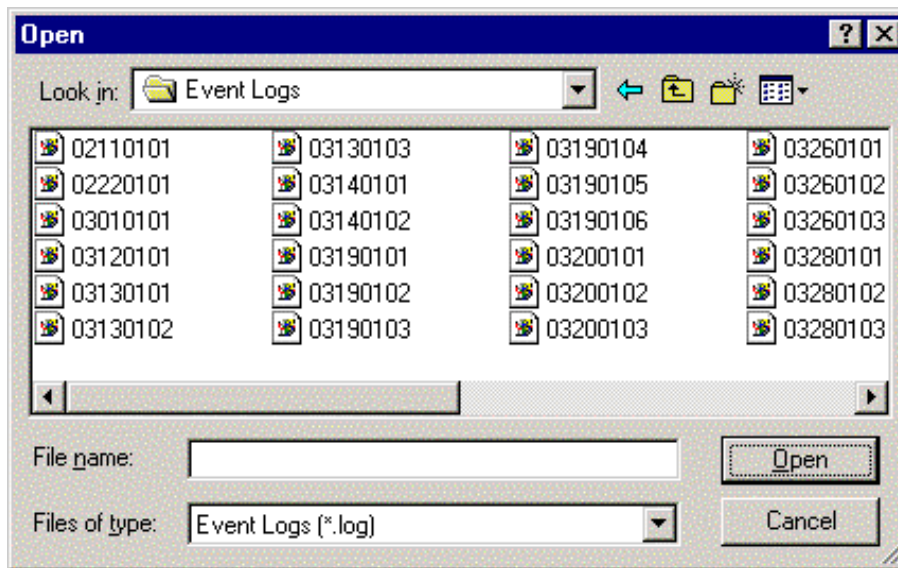 Open
Look in: Event Logs
02110101 03130103 03190104 03260101
02220101 03140101 03190105 03260102
03010101 03140102 03190106 03260103
03120101 03190101 03200101 03280101
03130101 03190102 03200102 03280102
03130102 03190103 03200103 03280103
File name: Open
Files of type: Event Logs (*.log) Cancel